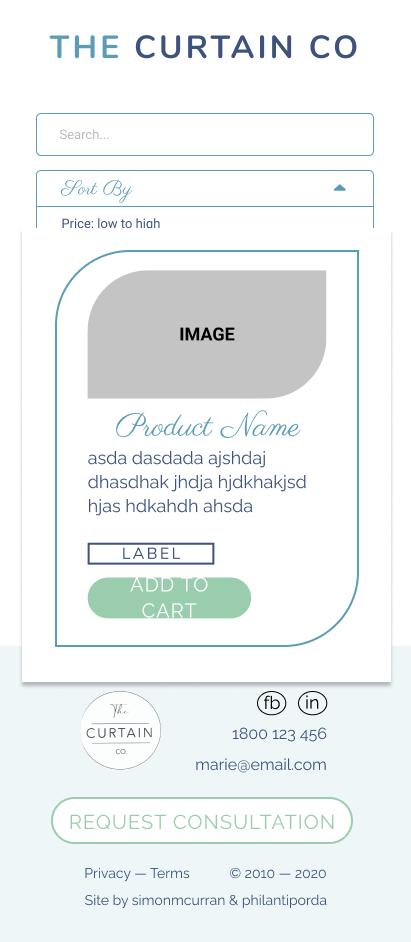 THE CURTAIN CO
Search...
Sort By
Price: low to high
IMAGE
Product Name
asda dasdada ajshdaj
dhasdhak jhdja hjdkhakjsd
hjas hdkahdh ahsda
LABEL
ADD TO
CART
The
CURTAIN
CO.
fb in
1800 123 456
marie@email.com
REQUEST CONSULTATION
Privacy — Terms © 2010 — 2020
Site by simonmcurran & philantiporda